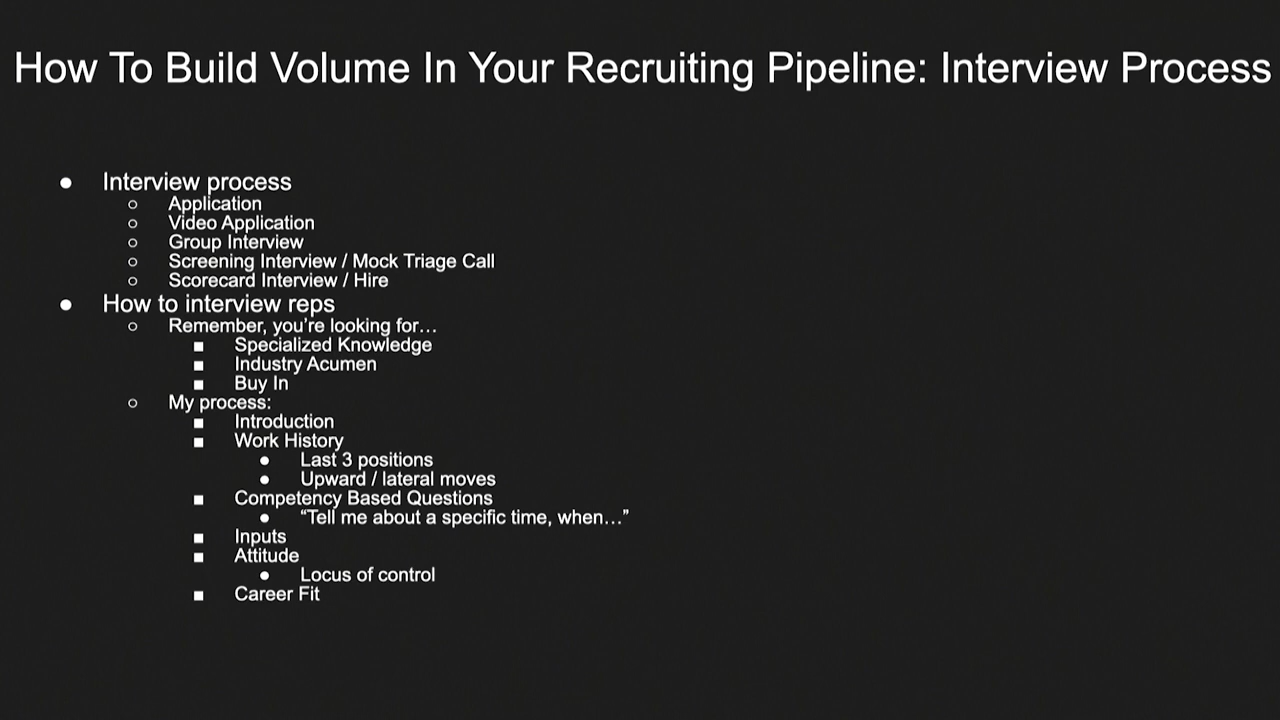 How To Build Volume In Your Recruiting Pipeline: Interview Process
● Interview process
○ Application
○ Video Application
○ Group Interview
○ Screening Interview / Mock Triage Call
○ Scorecard Interview / Hire
● How to interview reps
○ Remember, you’re looking for…
■ Specialized Knowledge
■ Industry Acumen
■ Buy In
○ My process:
■ Introduction
■ Work History
● Last 3 positions
● Upward / lateral moves
■ Competency Based Questions
● “Tell me about a specific time, when…”
■ Inputs
■ Attitude
● Locus of control
■ Career Fit